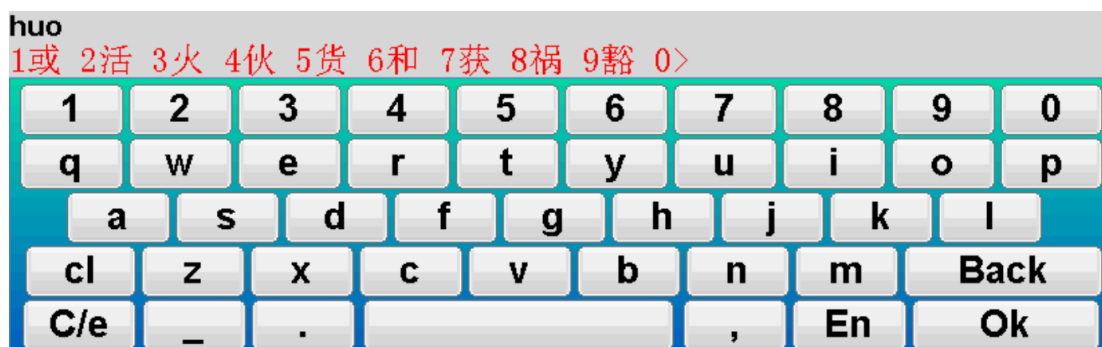 huo
1或 2活 3火 4伙 5货 6和 7获 8祸 9豁 0>
1 2 3 4 5 6 7 8 9 0
q w e r t y u i o p
a s d f g h j k l
cl z x c v b n m Back
C/e _ . , En Ok